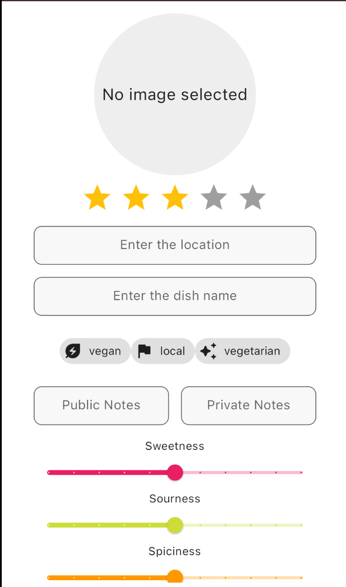 No image selected
Enter the location
Enter the dish name
vegan local vegetarian
Public Notes Private Notes
Sweetness
Sourness
Spiciness